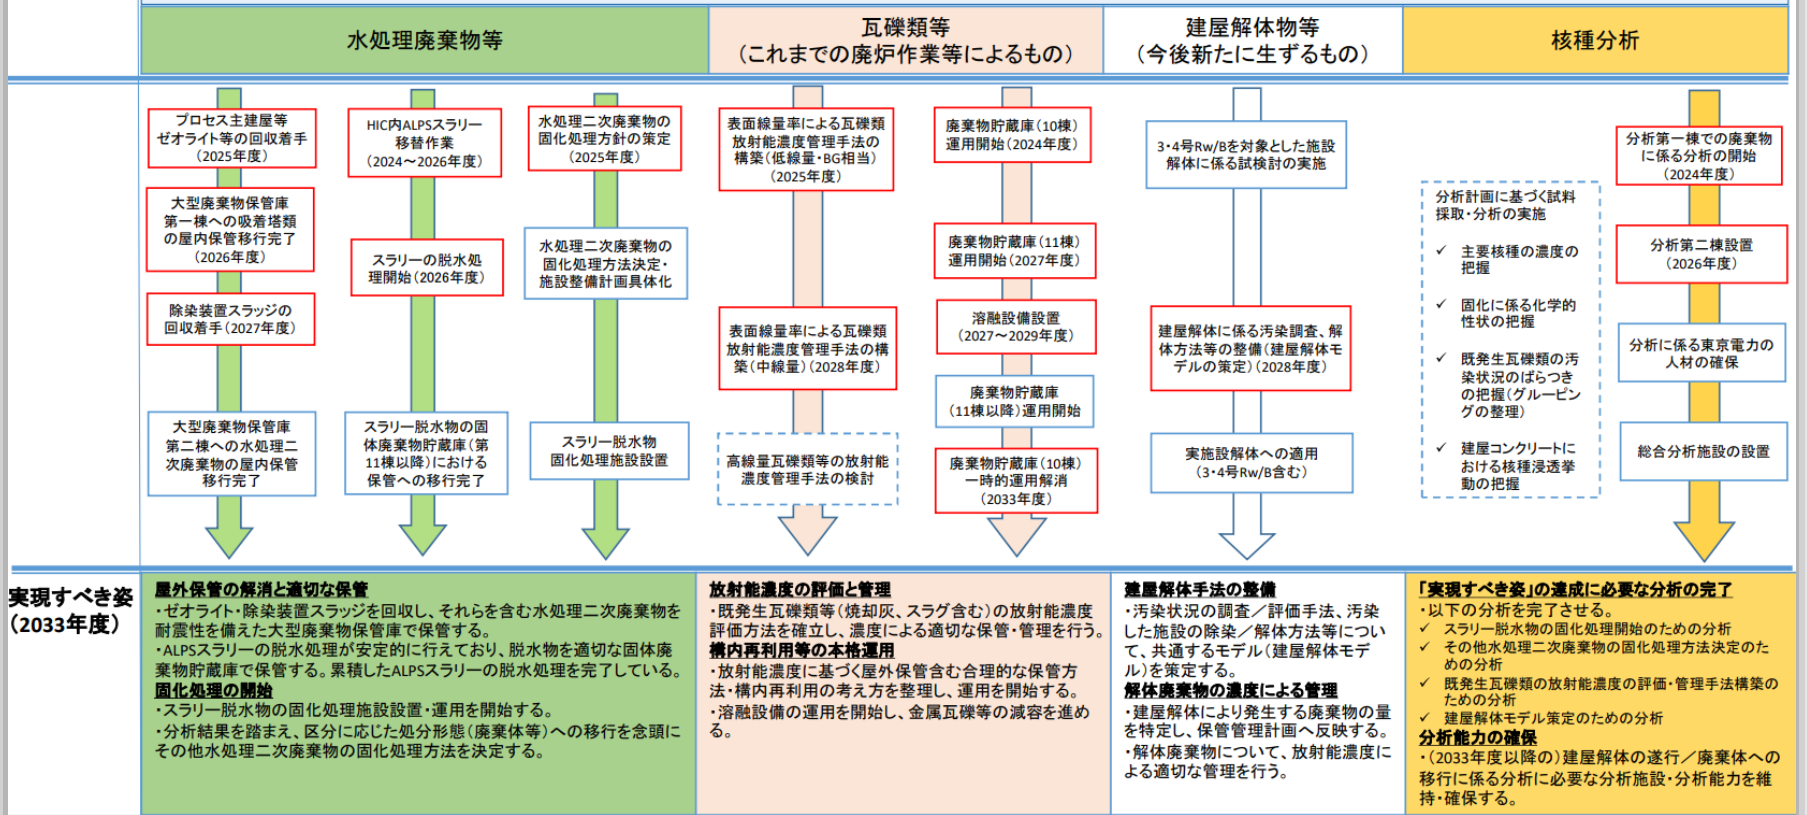 水処理廃棄物等
瓦礫類等
（これまでの廃炉作業等によるもの）
建屋解体物等
（今後新たに生ずるもの）
核種分析
プロセス主建屋等
ゼオライト等の回収着手
（2025年度）
大型廃棄物保管庫
第一棟への吸着塔類
の屋内保管移行完了
（2026年度）
除染装置スラッジの
回収着手（2027年度）
大型廃棄物保管庫
第二棟への水処理二
次廃棄物の屋内保管
移行完了
HIC内ALPSスラリー
移替作業
（2024～2026年度）
スラリーの脱水処
理開始（2026年度）
スラリー脱水物の固
体廃棄物貯蔵庫（第
11棟以降）における
保管への移行完了
水処理二次廃棄物の
固化処理方針の策定
（2025年度）
水処理二次廃棄物の
固化処理方法決定・
施設整備計画具体化
スラリー脱水物
固化処理施設設置
表面線量率による瓦礫類
放射能濃度管理手法の
構築（低線量・BG相当）
（2025年度）
表面線量率による瓦礫類
放射能濃度管理手法の構
築（中線量）（2028年度）
高線量瓦礫類等の放射能
濃度管理手法の検討
廃棄物貯蔵庫（10棟）
運用開始（2024年度）
廃棄物貯蔵庫（11棟）
運用開始（2027年度）
溶融設備設置
（2027～2029年度）
廃棄物貯蔵庫
（11棟以降）運用開始
廃棄物貯蔵庫（10棟）
一時的運用解消
（2033年度）
3・4号Rw/Bを対象とした施設
解体に係る試検討の実施
建屋解体に係る汚染調査、解
体方法等の整備（建屋解体モ
デルの策定）（2028年度）
実施設解体への適用
（3・4号Rw/B含む）
分析計画に基づく試料
採取・分析の実施
✓ 主要核種の濃度の
把握
✓ 固化に係る化学的
性状の把握
✓ 既発生瓦礫類の汚
染状況のばらつき
の把握（グルーピン
グの整理）
✓ 建屋コンクリートに
おける核種浸透挙
動の把握
分析第一棟での廃棄物
に係る分析の開始
（2024年度）
分析第二棟設置
（2026年度）
分析に係る東京電力の
人材の確保
総合分析施設の設置
実現すべき姿
（2033年度）
屋外保管の解消と適切な保管
・ゼオライト・除染装置スラッジを回収し、それらを含む水処理二次廃棄物を
耐震性を備えた大型廃棄物保管庫で保管する。
・ALPSスラリーの脱水処理が安定的に行えており、脱水物を適切な固体廃
棄物貯蔵庫で保管する。累積したALPSスラリーの脱水処理を完了している。
固化処理の開始
・スラリー脱水物の固化処理施設設置・運用を開始する。
・分析結果を踏まえ、区分に応じた処分形態（廃棄体等）への移行を念頭に
その他水処理二次廃棄物の固化処理方法を決定する。
放射能濃度の評価と管理
・既発生瓦礫類等（焼却灰、スラグ含む）の放射能濃度
評価方法を確立し、濃度による適切な保管・管理を行う。
構内再利用等の本格運用
・放射能濃度に基づく屋外保管含む合理的な保管方
法・構内再利用の考え方を整理し、運用を開始する。
・溶融設備の運用を開始し、金属瓦礫等の減容を進め
る。
建屋解体手法の整備
・汚染状況の調査／評価手法、汚染
した施設の除染／解体方法等につい
て、共通するモデル（建屋解体モデ
ル）を策定する。
解体廃棄物の濃度による管理
・建屋解体により発生する廃棄物の量
を特定し、保管管理計画へ反映する。
・解体廃棄物について、放射能濃度に
よる適切な管理を行う。
「実現すべき姿」の達成に必要な分析の完了
・以下の分析を完了させる。
✓ スラリー脱水物の固化処理開始のための分析
✓ その他水処理二次廃棄物の固化処理方法決定のた
めの分析
✓ 既発生瓦礫類の放射能濃度の評価・管理手法構築の
ための分析
✓ 建屋解体モデル策定のための分析
分析能力の確保
・（2033年度以降の）建屋解体の遂行／廃棄体への
移行に係る分析に必要な分析施設・分析能力を維
持・確保する。